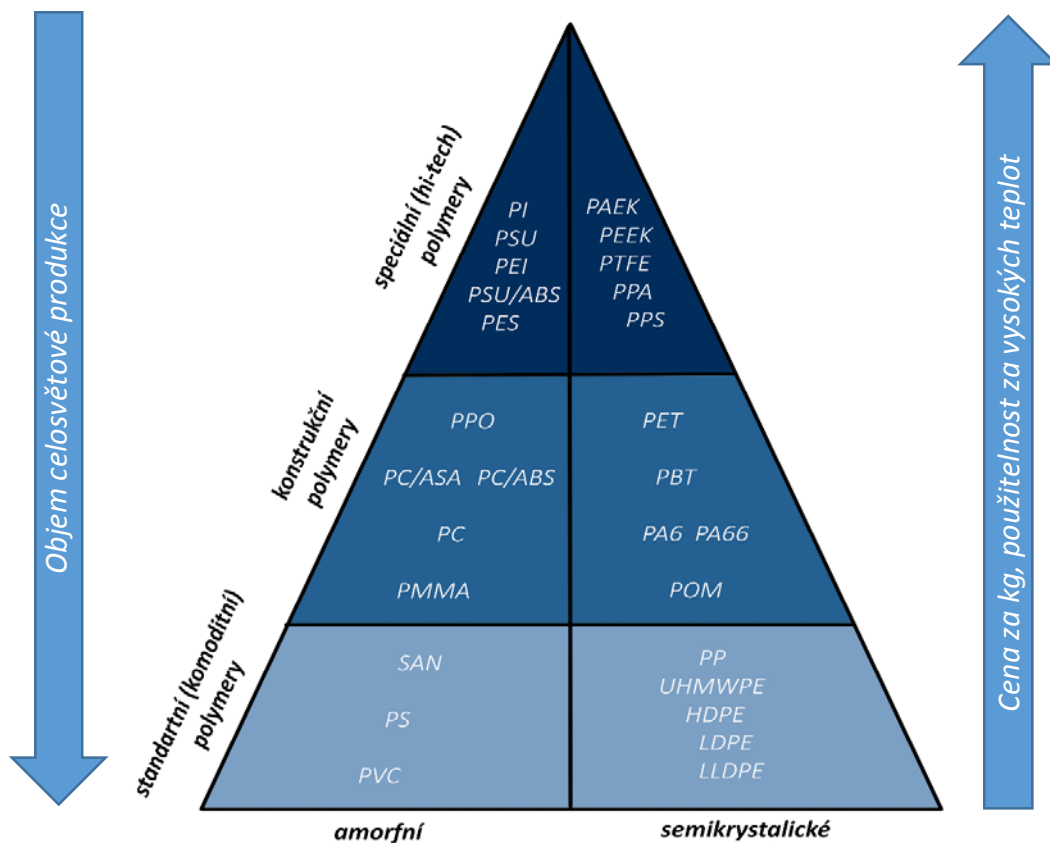 Objem celosvětové produkce
speciální (hi-tech)
polymery
PI
PSU
PEI
PSU/ABS
PES
PAEK
PEEK
PTFE
PPA
PPS
konstrukční
polymery
PPO
PC/ASA PC/ABS
PC
PMMA
PET
PBT
PA6 PA66
POM
standartní (komoditní)
polymery
SAN
PS
PVC
PP
UHMWPE
HDPE
LDPE
LLDPE
amorfní
semikrystalické
Cena za kg, použitelnost za vysokých teplot